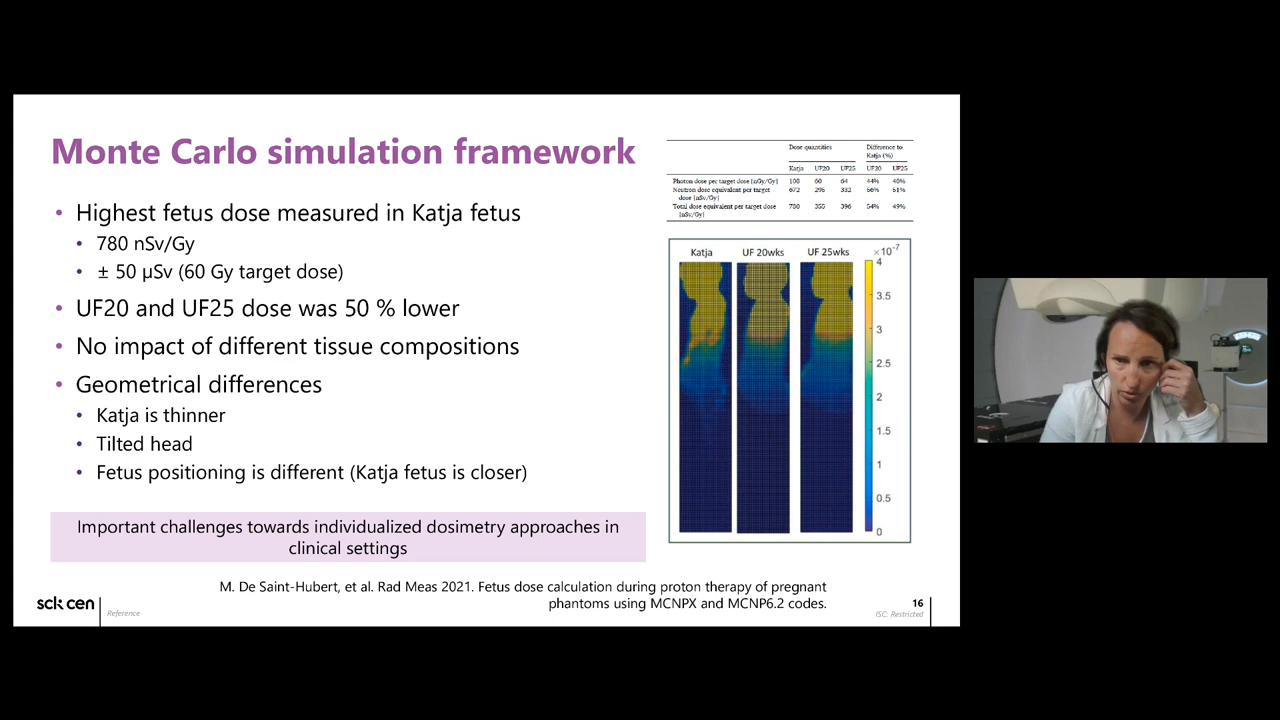 Monte Carlo simulation framework
• Highest fetus dose measured in Katja fetus
• 780 nSv/Gy
• ± 50 µSv (60 Gy target dose)
• UF20 and UF25 dose was 50 % lower
• No impact of different tissue compositions
• Geometrical differences
• Katja is thinner
• Tilted head
• Fetus positioning is different (Katja fetus is closer)
Important challenges towards individualized dosimetry approaches in
clinical settings
Dose quantities Difference to
Katja (%)
Katja UF20 UF25 UF20 UF25
Photon dose per target dose [nGy/Gy] 108 60 64 44% 40%
Neutron dose equivalent per target 672 295 332 56% 51%
dose [nSv/Gy]
Total dose equivalent per target dose 780 355 396 54% 49%
[nSv/Gy]
Katja UF 20wks UF 25wks ×10⁻⁷
4
3.5
3
2.5
2
1.5
1
0.5
0
M. De Saint-Hubert, et al. Rad Meas 2021. Fetus dose calculation during proton therapy of pregnant
phantoms using MCNPX and MCNP6.2 codes.
sck cen
Reference
16
ISC: Restricted